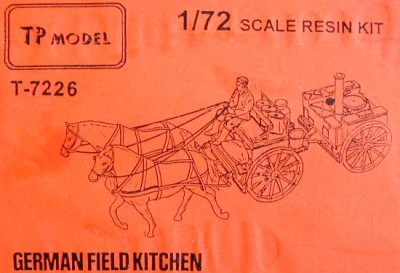 TP MODEL
1/72 SCALE RESIN KIT
T-7226
GERMAN FIELD KITCHEN